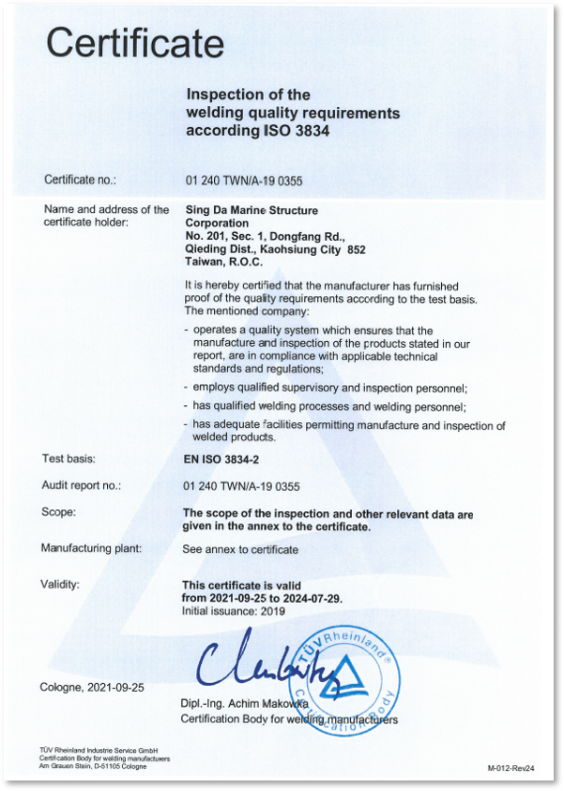 Certificate
Inspection of the
welding quality requirements
according ISO 3834
Certificate no.: 01 240 TWN/A-19 0355
Name and address of the Sing Da Marine Structure
certificate holder: Corporation
No. 201, Sec. 1, Dongfang Rd.,
Qieding Dist., Kaohsiung City 852
Taiwan, R.O.C.
It is hereby certified that the manufacturer has furnished
proof of the quality requirements according to the test basis.
The mentioned company:
- operates a quality system which ensures that the
manufacture and inspection of the products stated in our
report, are in compliance with applicable technical
standards and regulations;
- employs qualified supervisory and inspection personnel;
- has qualified welding processes and welding personnel;
- has adequate facilities permitting manufacture and inspection of
welded products.
Test basis: EN ISO 3834-2
Audit report no.: 01 240 TWN/A-19 0355
Scope: The scope of the inspection and other relevant data are
given in the annex to the certificate.
Manufacturing plant: See annex to certificate
Validity: This certificate is valid
from 2021-09-25 to 2024-07-29.
Initial issuance: 2019
TÜVRheinland®
Certification Body
Cologne, 2021-09-25
Dipl.-Ing. Achim Makowka
Certification Body for welding manufacturers
TÜV Rheinland Industrie Service GmbH
Certification Body for welding manufacturers
Am Grauen Stein, D-51105 Cologne
M-012-Rev24